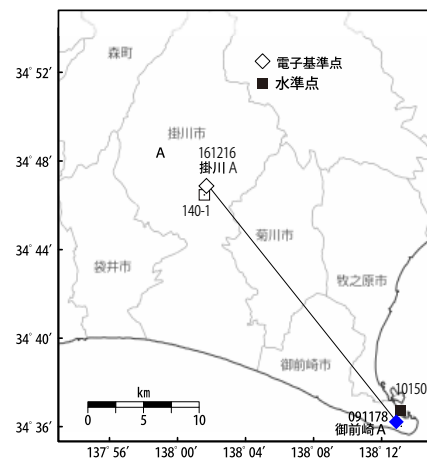 34˚ 52'
34˚ 48'
34˚ 44'
34˚ 40'
34˚ 36'
森町
◇ 電子基準点
■ 水準点
掛川市
A
161216
掛川 A
140-1
菊川市
袋井市
牧之原市
御前崎市
10150
091178
御前崎 A
km
0 5 10
137˚ 56' 138˚ 00' 138˚ 04' 138˚ 08' 138˚ 12'